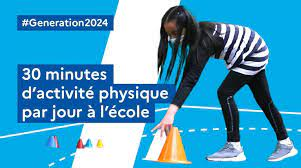 #Generation2024
30 minutes
d'activité physique
par jour à l'école